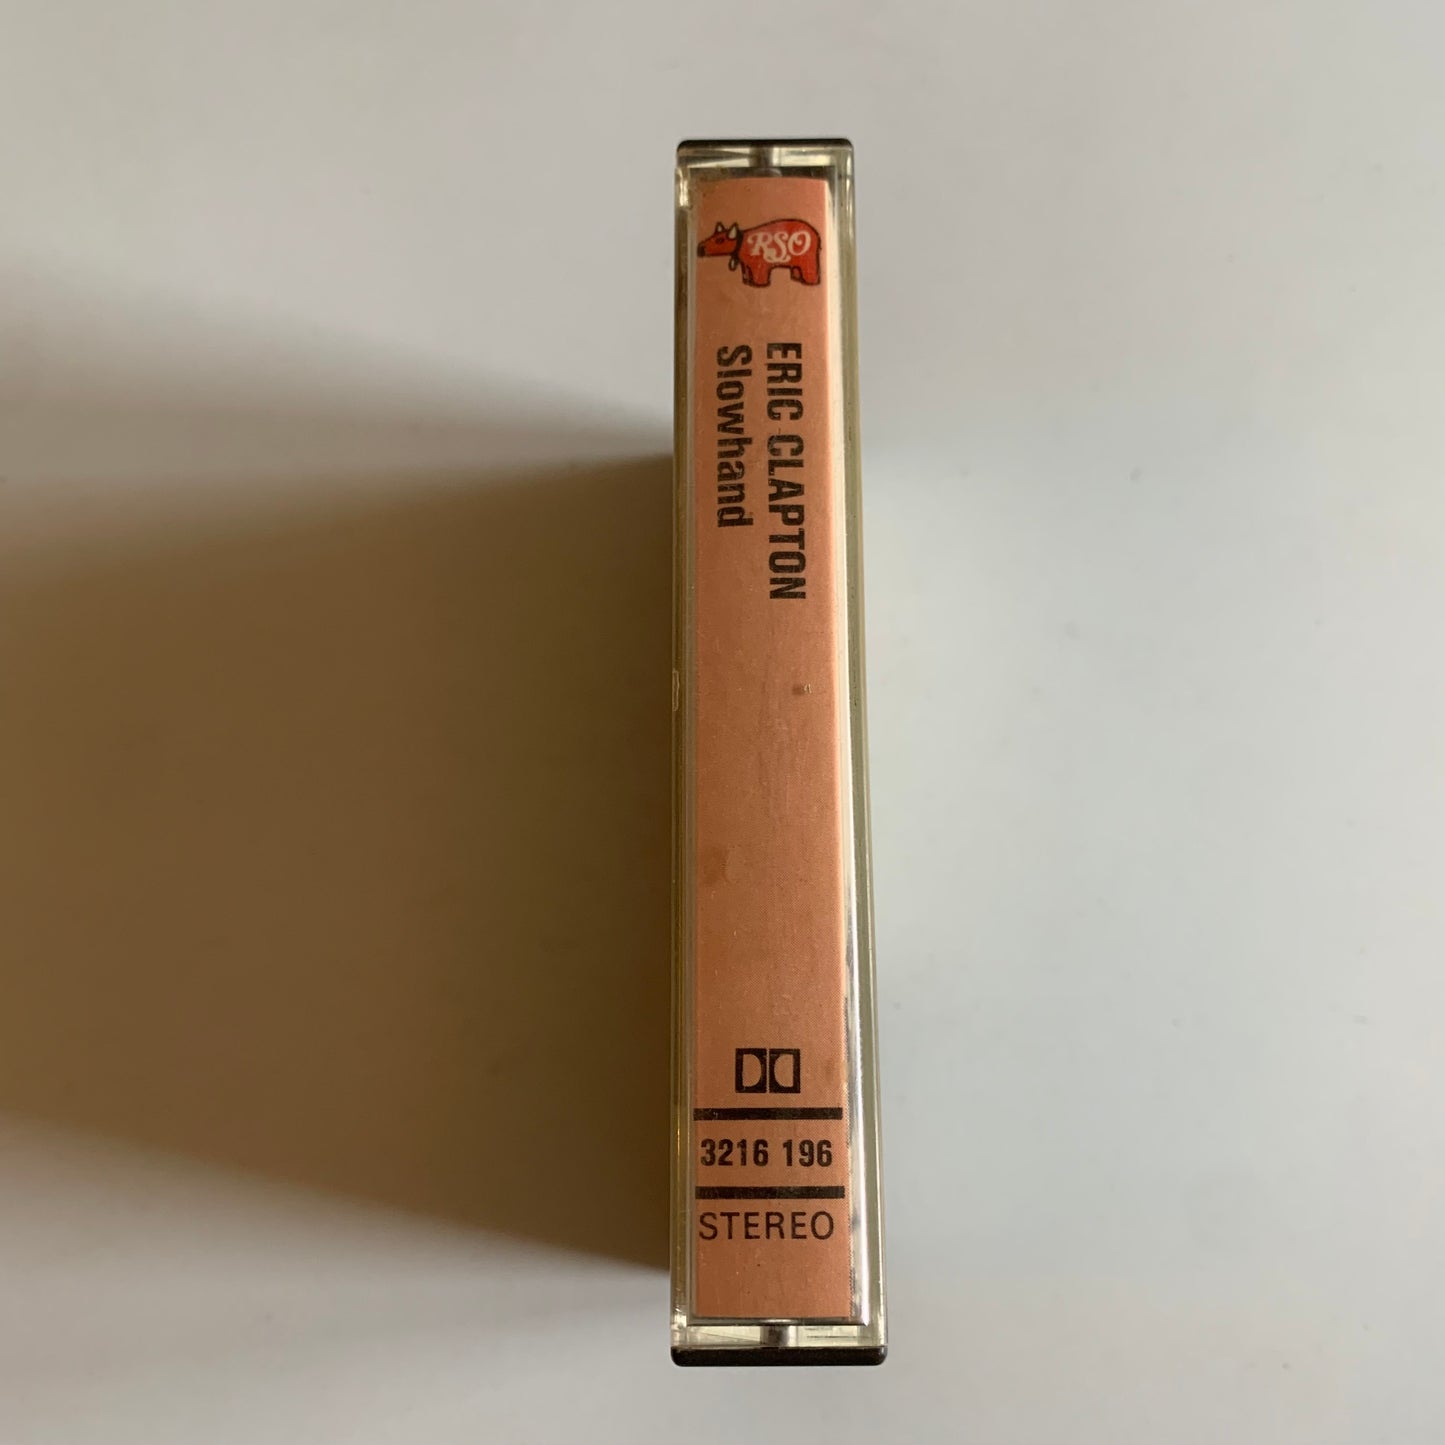 RSO
ERIC CLAPTON
Slowhand
3216 196
STEREO